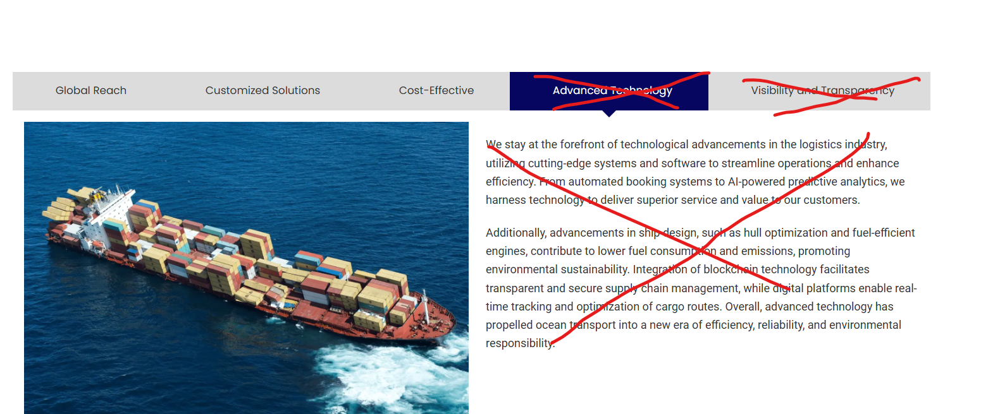 Global Reach
Customized Solutions
Cost-Effective
Advanced Technology
Visibility and Transparency
We stay at the forefront of technological advancements in the logistics industry,
utilizing cutting-edge systems and software to streamline operations and enhance
efficiency. From automated booking systems to AI-powered predictive analytics, we
harness technology to deliver superior service and value to our customers.
Additionally, advancements in ship design, such as hull optimization and fuel-efficient
engines, contribute to lower fuel consumption and emissions, promoting
environmental sustainability. Integration of blockchain technology facilitates
transparent and secure supply chain management, while digital platforms enable real-
time tracking and optimization of cargo routes. Overall, advanced technology has
propelled ocean transport into a new era of efficiency, reliability, and environmental
responsibility.